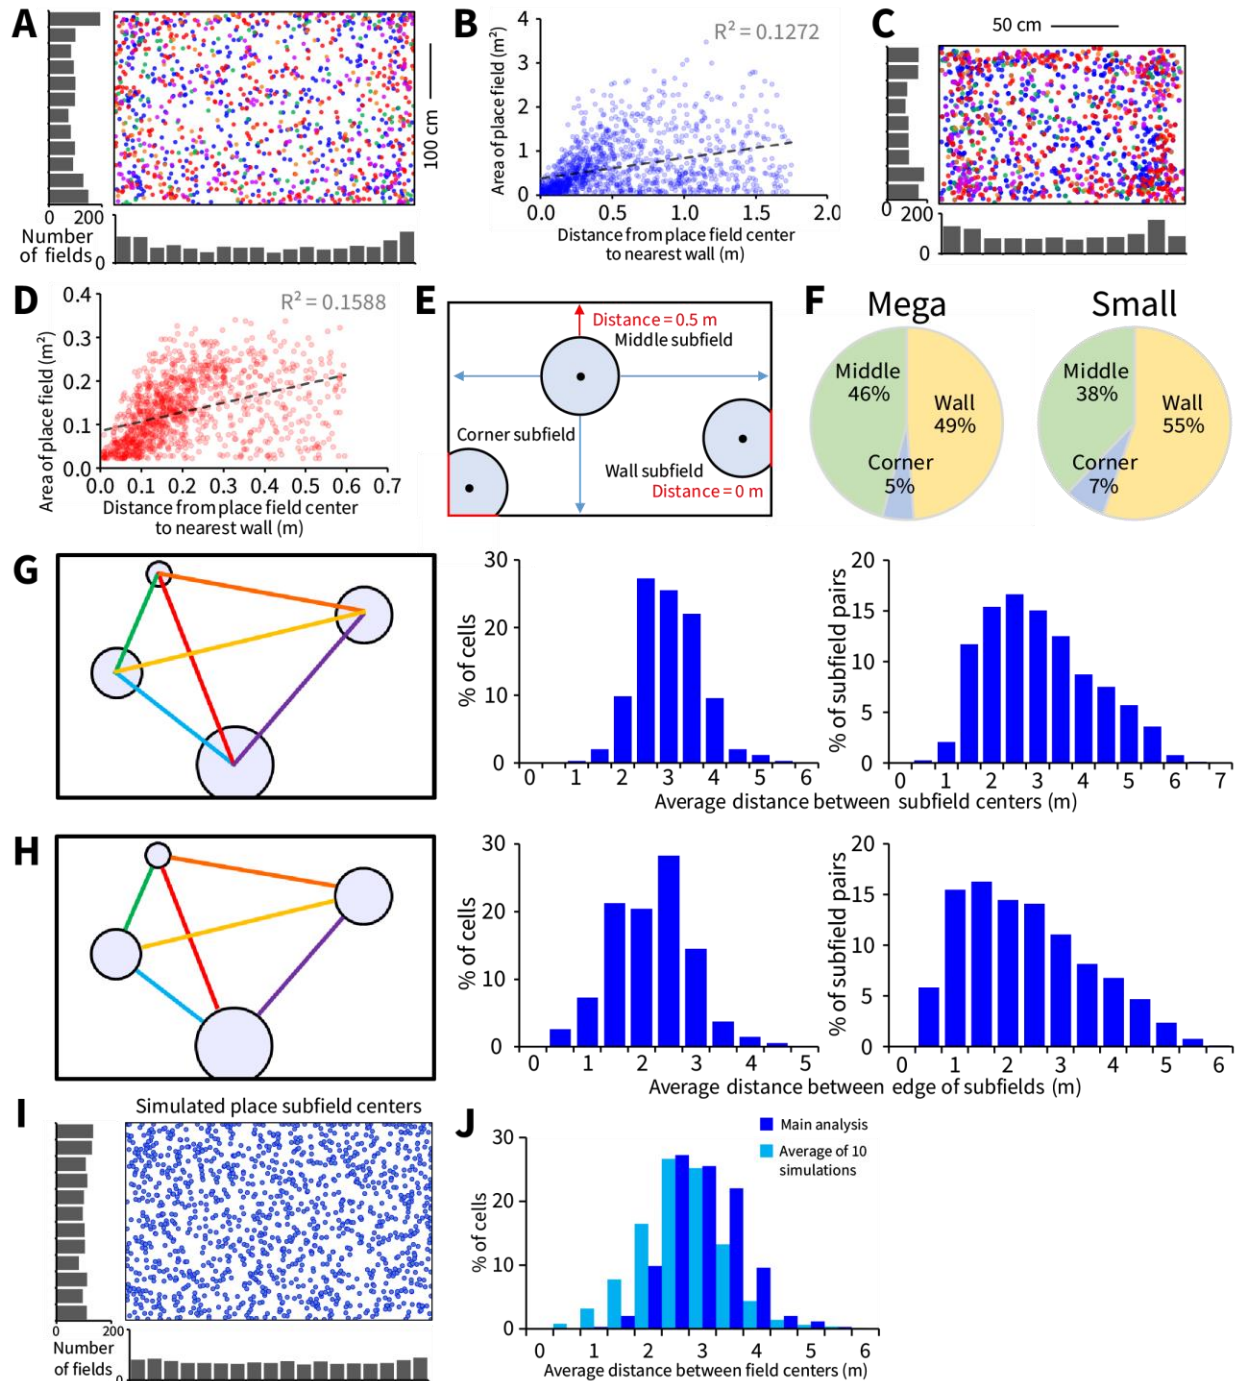 A
100 cm
0 200
Number
of fields
0
B
R² = 0.1272
Area of place field (m²)
4
3
2
1
0
0.0 0.5 1.0 1.5 2.0
Distance from place field center
to nearest wall (m)
C
50 cm
0
200
0
D
R² = 0.1588
Area of place field (m²)
0.4
0.3
0.2
0.1
0.0
0.0 0.1 0.2 0.3 0.4 0.5 0.6 0.7
Distance from place field center
to nearest wall (m)
E
Distance = 0.5 m
Middle subfield
Corner subfield
Wall subfield
Distance = 0 m
F
Mega
Middle
46%
Wall
49%
Corner
5%
Small
Middle
38%
Wall
55%
Corner
7%
G
% of cells
30
20
10
0
0 1 2 3 4 5 6
% of subfield pairs
20
15
10
5
0
0 1 2 3 4 5 6 7
Average distance between subfield centers (m)
H
% of cells
30
20
10
0
0 1 2 3 4 5
% of subfield pairs
20
15
10
5
0
0 1 2 3 4 5 6
Average distance between edge of subfields (m)
I
Simulated place subfield centers
0 200
Number
of fields
0
J
Main analysis
Average of 10
simulations
% of cells
30
20
10
0
0 1 2 3 4 5 6
Average distance between field centers (m)